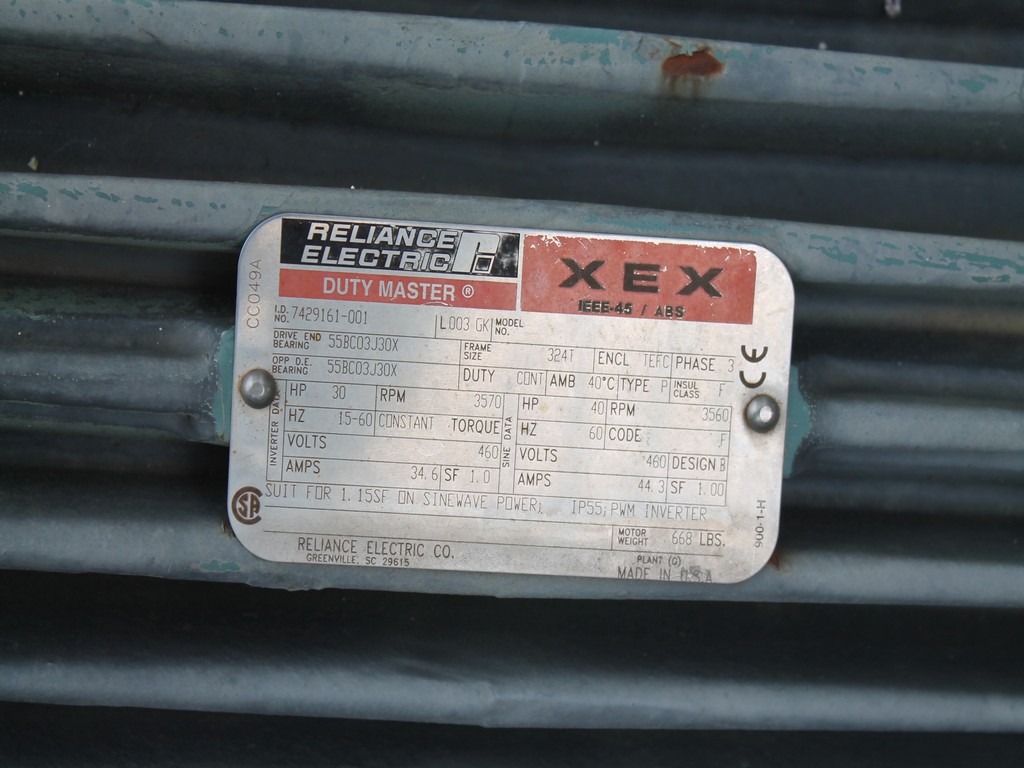 RELIANCE
ELECTRIC
DUTY MASTER ®
XEX
IEEE-45 / ABS
CC049A
I.D. NO. 7429161-001 L003 GK MODEL NO.
DRIVE END BEARING 55BC03J30X FRAME SIZE 324T ENCL TEFC PHASE 3
OPP D.E. BEARING 55BC03J30X DUTY CONT AMB 40°C TYPE P INSUL CLASS F
CE
INVERTER DATA
HP 30 RPM 3570
HZ 15-60 CONSTANT TORQUE
VOLTS 460
AMPS 34.6 SF 1.0
SINE DATA
HP 40 RPM 3560
HZ 60 CODE F
VOLTS 460 DESIGN B
AMPS 44.3 SF 1.00
SUIT FOR 1.15SF ON SINEWAVE POWER). IP55;PWM INVERTER
SA
MOTOR WEIGHT 668 LBS.
900-1-H
RELIANCE ELECTRIC CO.
GREENVILLE, SC 29615
PLANT (G)
MADE IN U.S.A